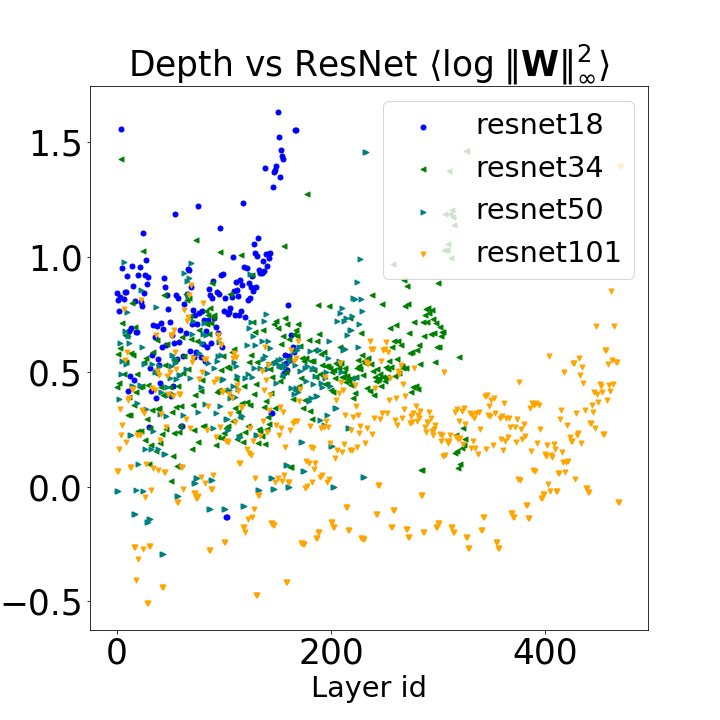 Depth vs ResNet ⟨log ‖W‖²∞⟩
resnet18
resnet34
resnet50
resnet101
1.5
1.0
0.5
0.0
−0.5
0 200 400
Layer id